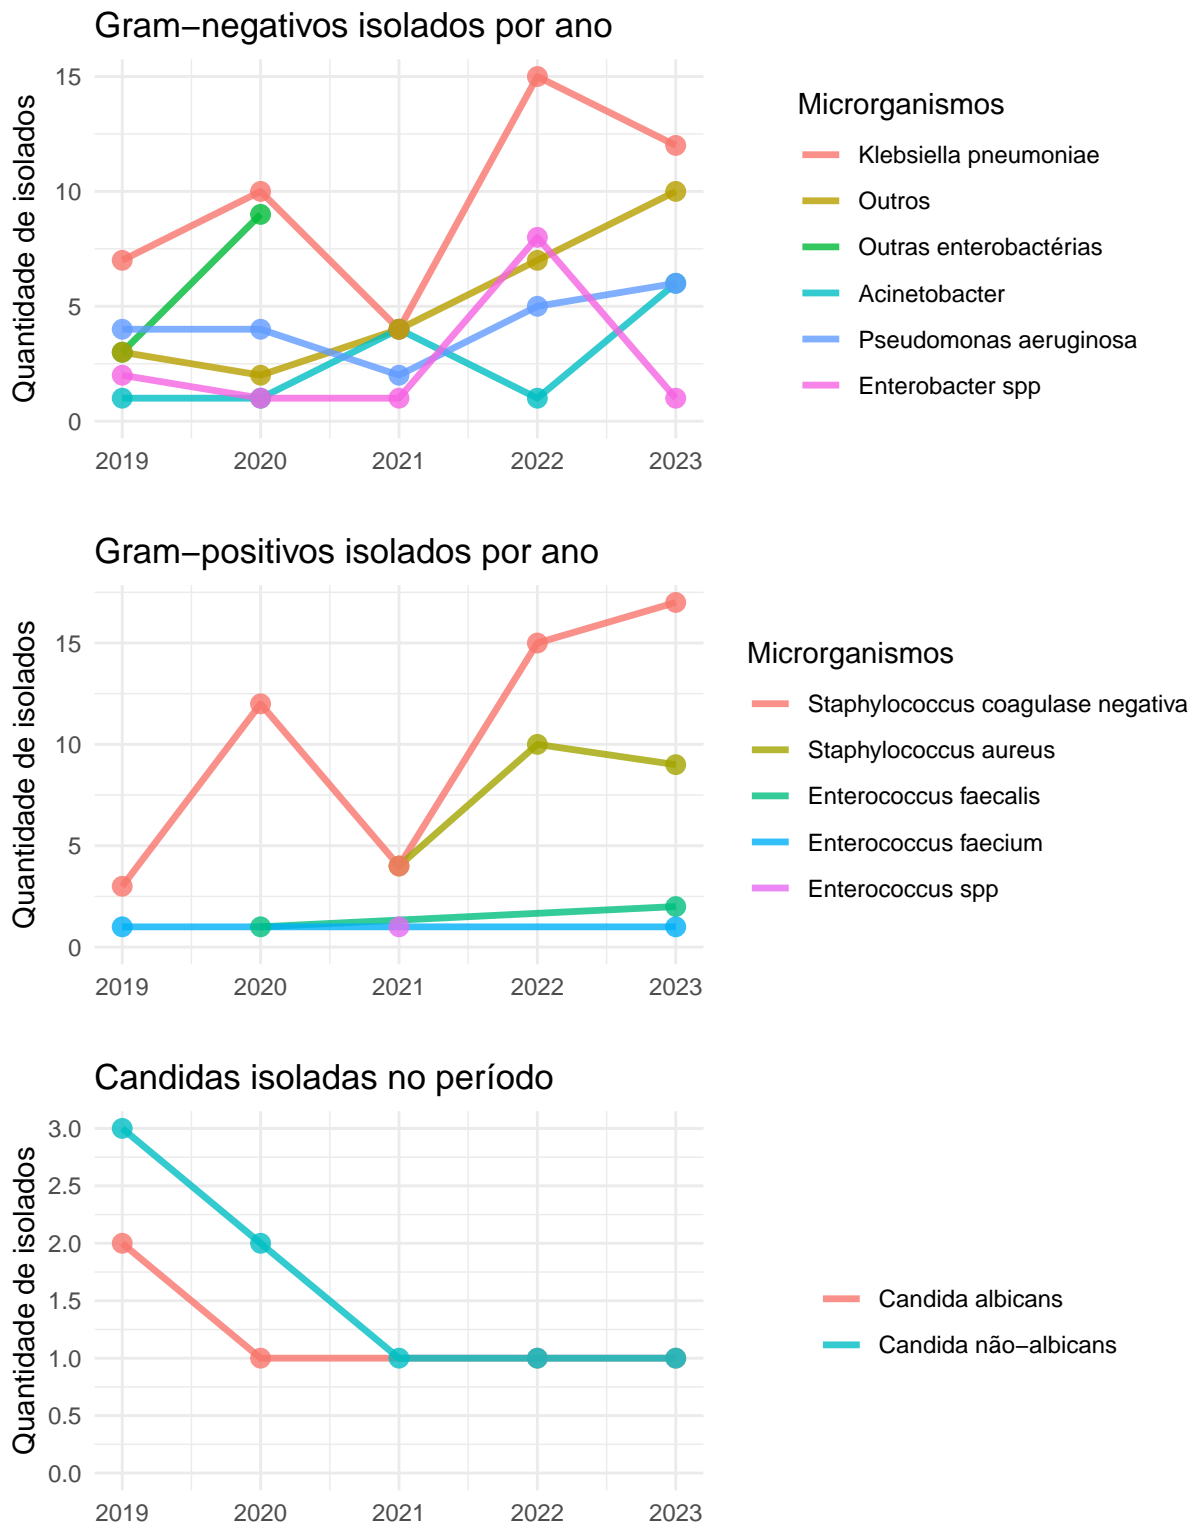 Gram−negativos isolados por ano
Quantidade de isolados
15
10
5
0
2019 2020 2021 2022 2023
Microrganismos
Klebsiella pneumoniae
Outros
Outras enterobactérias
Acinetobacter
Pseudomonas aeruginosa
Enterobacter spp
Gram−positivos isolados por ano
Quantidade de isolados
15
10
5
0
2019 2020 2021 2022 2023
Microrganismos
Staphylococcus coagulase negativa
Staphylococcus aureus
Enterococcus faecalis
Enterococcus faecium
Enterococcus spp
Candidas isoladas no período
Quantidade de isolados
3.0
2.5
2.0
1.5
1.0
0.5
0.0
2019 2020 2021 2022 2023
Candida albicans
Candida não−albicans